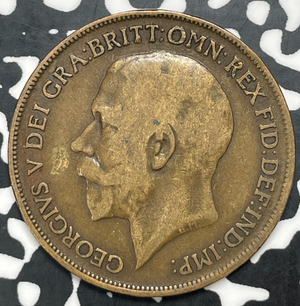 GEORGIVS V DEI GRA:BRITT:OMN:REX FID:DEF:IND:IMP: